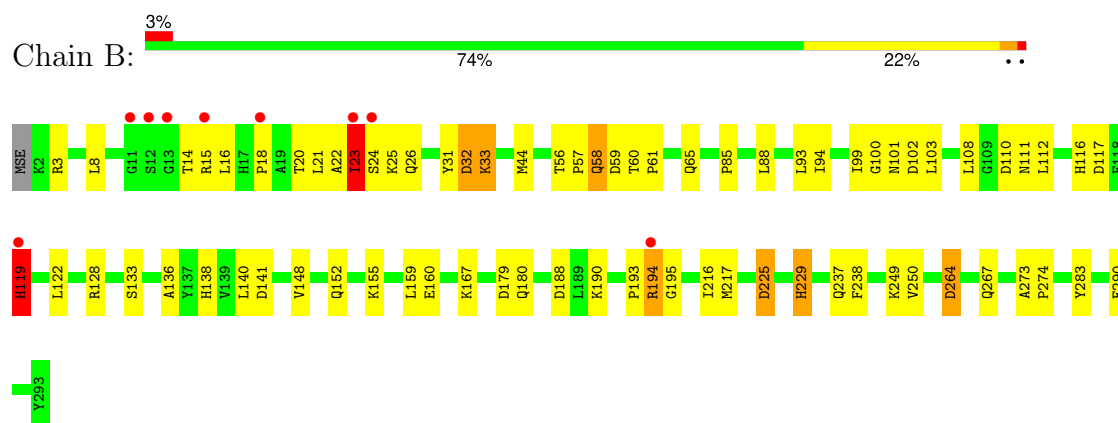 3%
Chain B:
74% 22% • •
MSE K2 R3 L8 G11 S12 G13 T14 R15 L16 H17 P18 A19 T20 L21 A22 I23 S24 K25 Q26 Y31 D32 K33 M44 T56 P57 Q58 D59 T60 P61 Q65 P85 L88 L93 I94 I99 G100 N101 D102 L103 L108 G109 D110 N111 L112 H116 D117 E118
H119 L122 R128 S133 A136 Y137 H138 V139 L140 D141 V148 Q152 K155 L159 E160 K167 D179 Q180 D188 L189 K190 P193 R194 G195 I216 M217 D225 H229 Q237 F238 K249 V250 D264 Q267 A273 P274 Y283
Y293